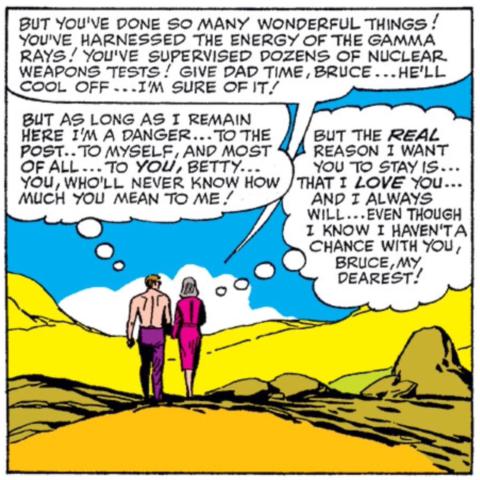 BUT YOU'VE DONE SO MANY WONDERFUL THINGS!
YOU'VE HARNESSED THE ENERGY OF THE GAMMA
RAYS! YOU'VE SUPERVISED DOZENS OF NUCLEAR
WEAPONS TESTS! GIVE DAD TIME, BRUCE...HE'LL
COOL OFF...I'M SURE OF IT!
BUT AS LONG AS I REMAIN
HERE I'M A DANGER...TO THE
POST..TO MYSELF, AND MOST
OF ALL...TO YOU, BETTY...
YOU, WHO'LL NEVER KNOW HOW
MUCH YOU MEAN TO ME!
BUT THE REAL
REASON I WANT
YOU TO STAY IS...
THAT I LOVE YOU...
AND I ALWAYS
WILL...EVEN THOUGH
I KNOW I HAVEN'T A
CHANCE WITH YOU,
BRUCE, MY
DEAREST!